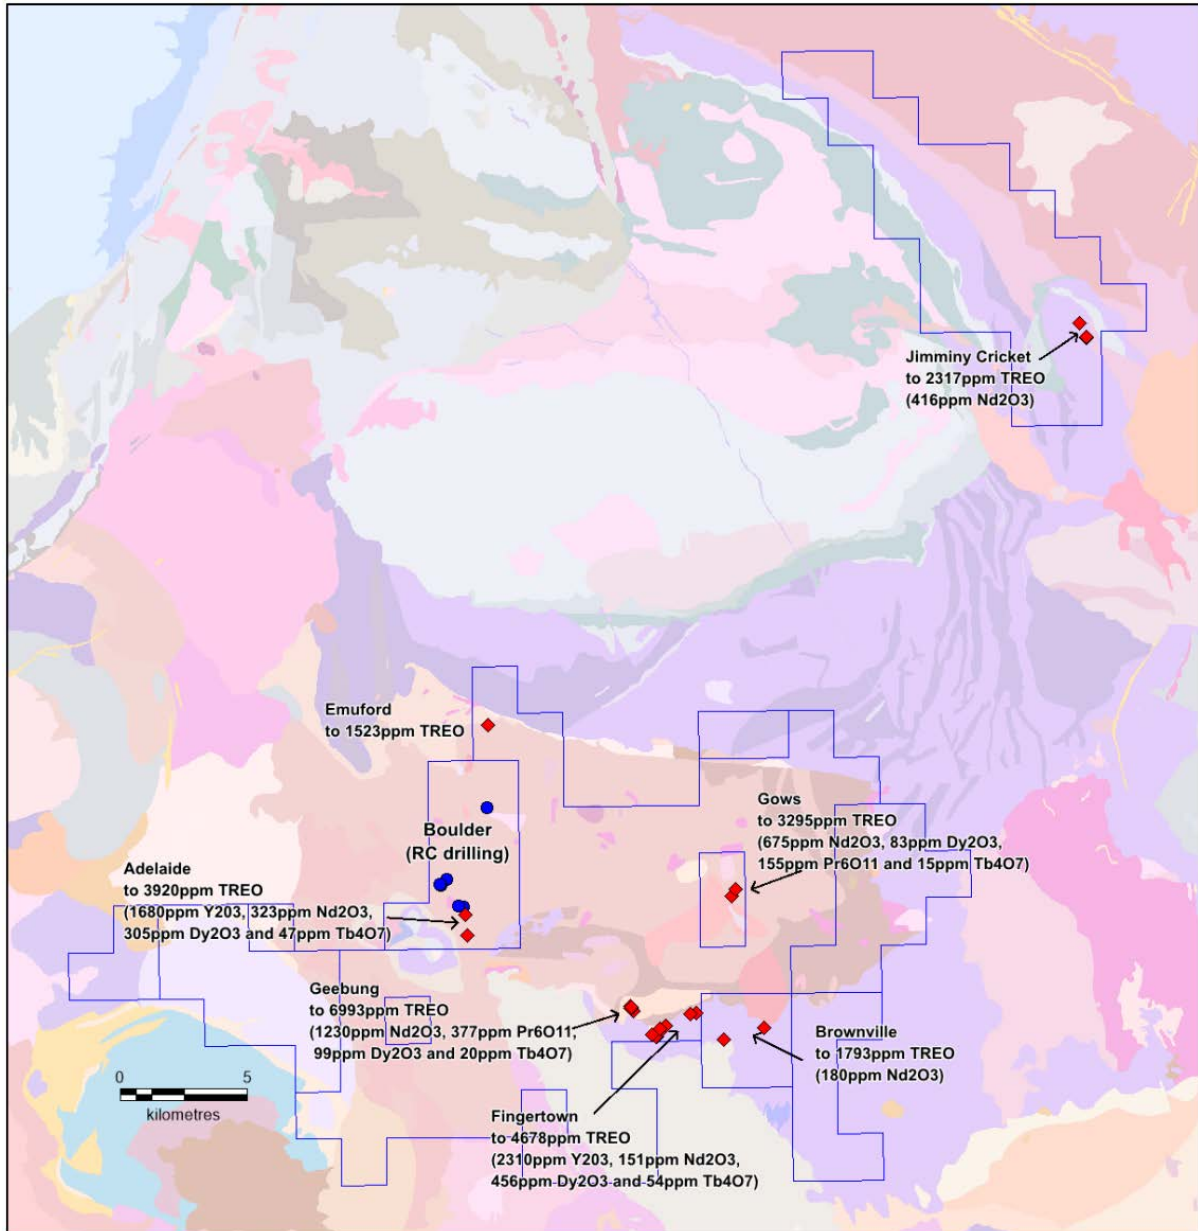 Jimminy Cricket
to 2317ppm TREO
(416ppm Nd2O3)
Emuford
to 1523ppm TREO
Boulder
(RC drilling)
Gows
to 3295ppm TREO
(675ppm Nd2O3, 83ppm Dy2O3,
155ppm Pr6O11 and 15ppm Tb4O7)
Adelaide
to 3920ppm TREO
(1680ppm Y203, 323ppm Nd2O3,
305ppm Dy2O3 and 47ppm Tb4O7)
Geebung
to 6993ppm TREO
(1230ppm Nd2O3, 377ppm Pr6O11,
99ppm Dy2O3 and 20ppm Tb4O7)
Brownville
to 1793ppm TREO
(180ppm Nd2O3)
0 5
kilometres
Fingertown
to 4678ppm TREO
(2310ppm Y203, 151ppm Nd2O3,
456ppm Dy2O3 and 54ppm Tb4O7)